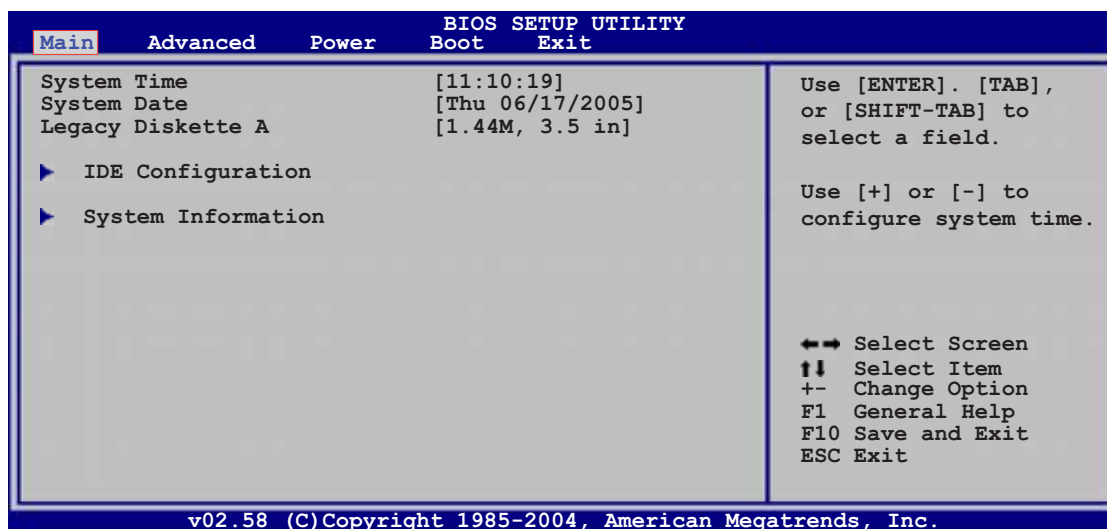 BIOS SETUP UTILITY
Main Advanced Power Boot Exit
System Time [11:10:19]
System Date [Thu 06/17/2005]
Legacy Diskette A [1.44M, 3.5 in]
IDE Configuration
System Information
Use [ENTER]. [TAB],
or [SHIFT-TAB] to
select a field.
Use [+] or [-] to
configure system time.
←→ Select Screen
↑↓ Select Item
+- Change Option
F1 General Help
F10 Save and Exit
ESC Exit
v02.58 (C)Copyright 1985-2004, American Megatrends, Inc.